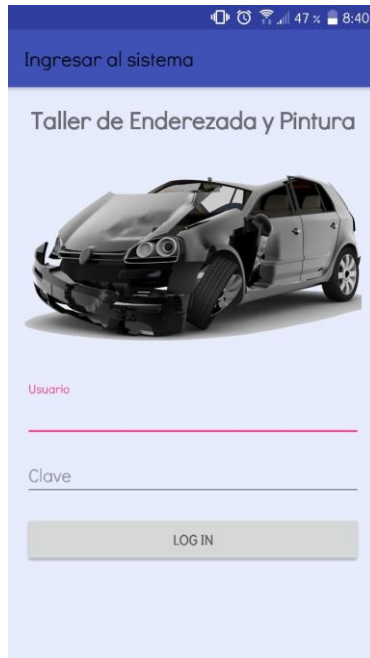 47 % 8:40
Ingresar al sistema
Taller de Enderezada y Pintura
Usuario
Clave
LOG IN